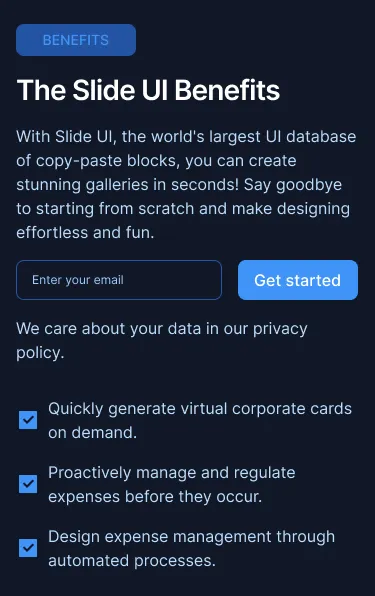 BENEFITS
The Slide UI Benefits
With Slide UI, the world's largest UI database
of copy-paste blocks, you can create
stunning galleries in seconds! Say goodbye
to starting from scratch and make designing
effortless and fun.
Enter your email
Get started
We care about your data in our privacy
policy.
Quickly generate virtual corporate cards
on demand.
Proactively manage and regulate
expenses before they occur.
Design expense management through
automated processes.